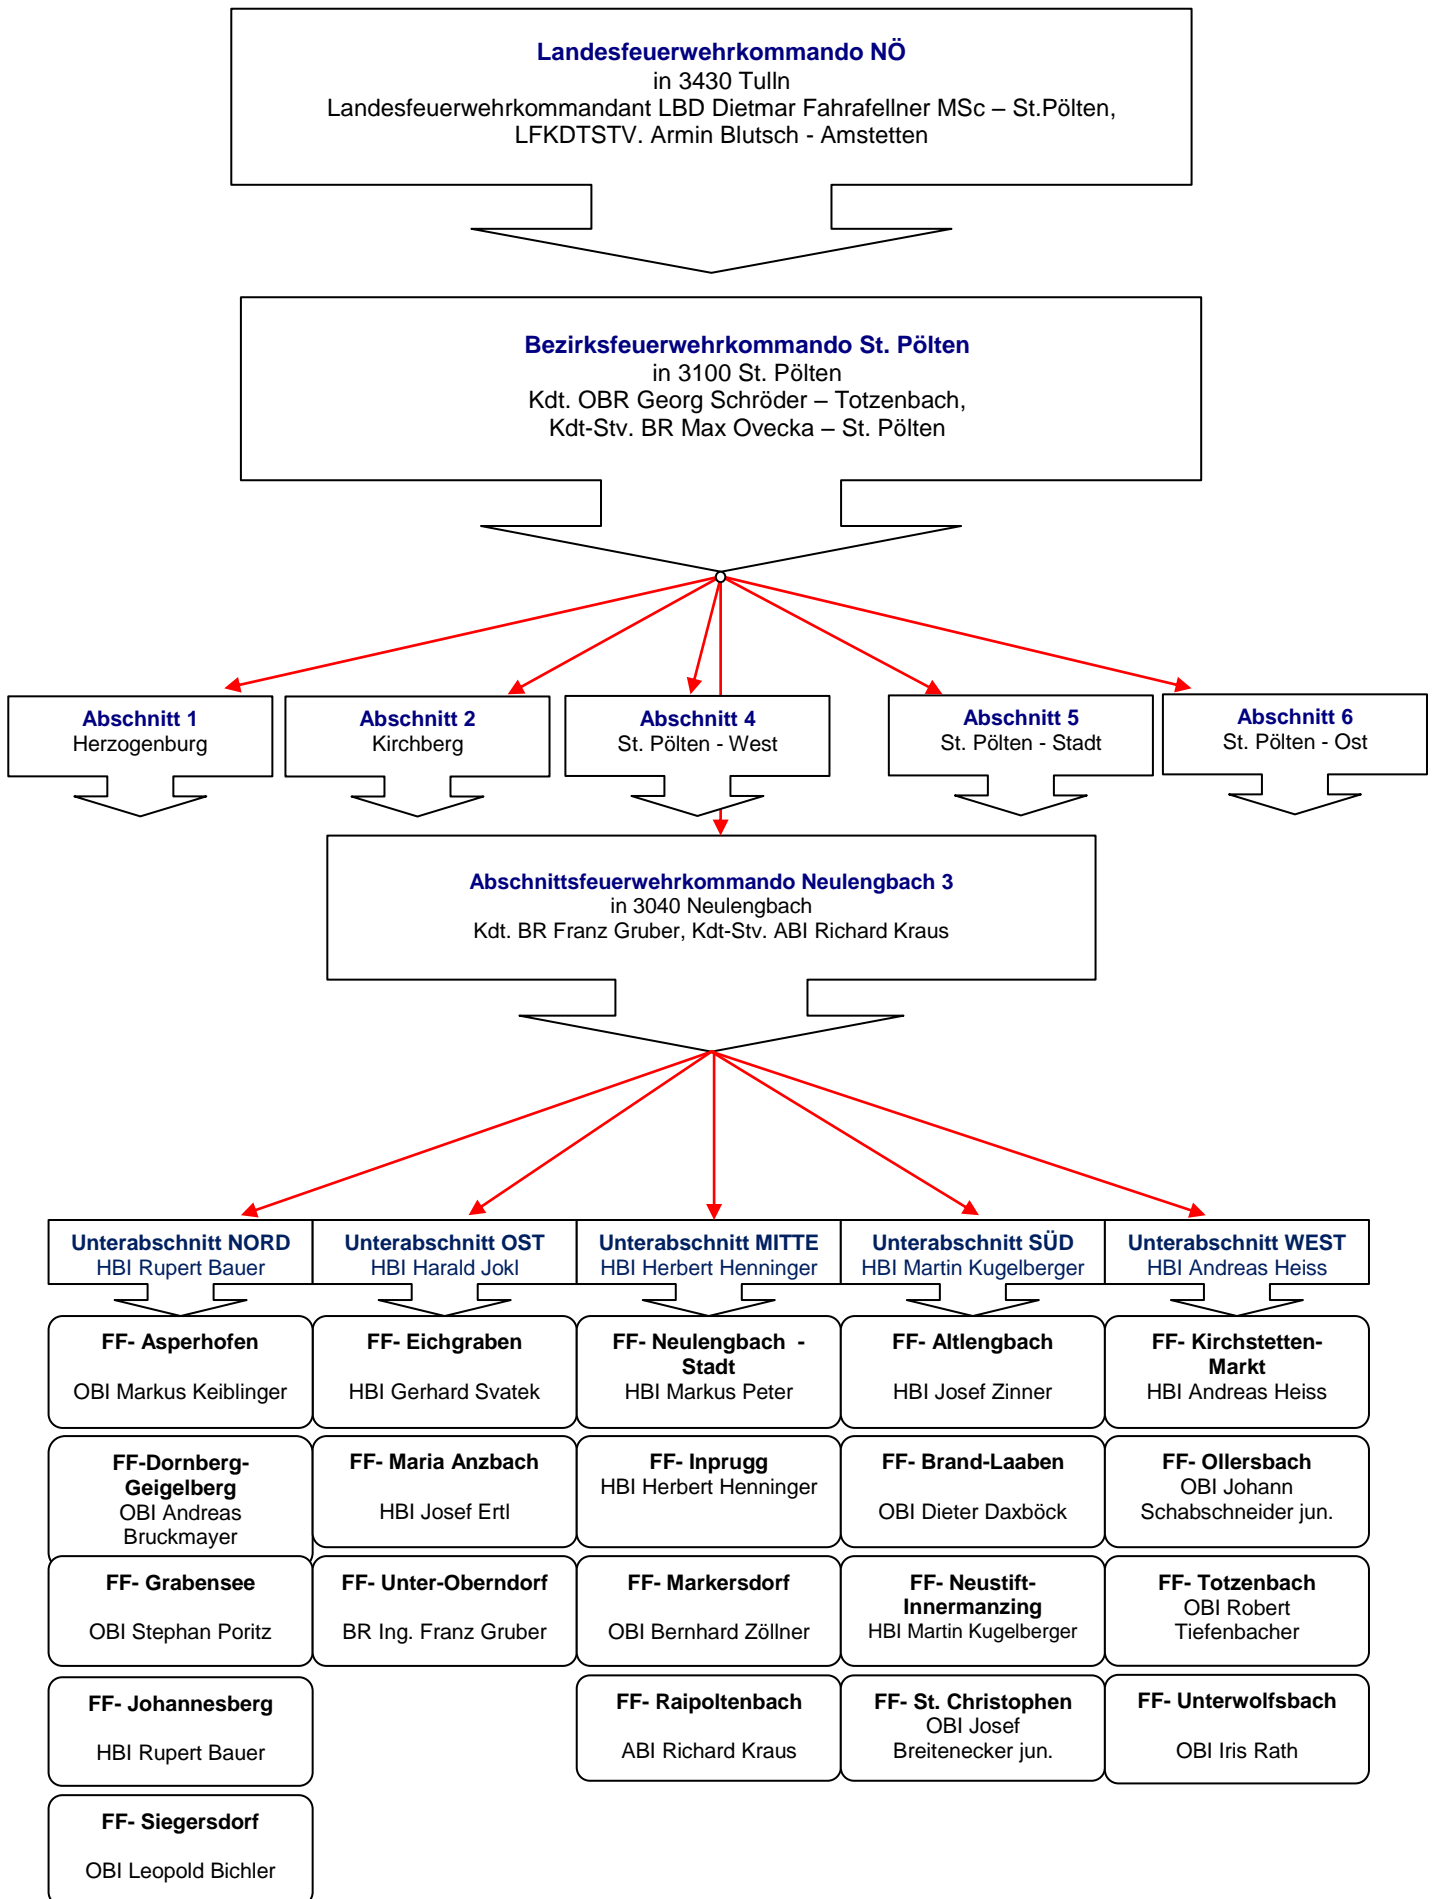 Landesfeuerwehrkommando NÖ
in 3430 Tulln
Landesfeuerwehrkommandant LBD Dietmar Fahrafellner MSc – St.Pölten,
LFKDTSTV. Armin Blutsch - Amstetten
Bezirksfeuerwehrkommando St. Pölten
in 3100 St. Pölten
Kdt. OBR Georg Schröder – Totzenbach,
Kdt-Stv. BR Max Ovecka – St. Pölten
Abschnitt 1
Herzogenburg
Abschnitt 2
Kirchberg
Abschnitt 4
St. Pölten - West
Abschnitt 5
St. Pölten - Stadt
Abschnitt 6
St. Pölten - Ost
Abschnittsfeuerwehrkommando Neulengbach 3
in 3040 Neulengbach
Kdt. BR Franz Gruber, Kdt-Stv. ABI Richard Kraus
Unterabschnitt NORD
HBI Rupert Bauer
Unterabschnitt OST
HBI Harald Jokl
Unterabschnitt MITTE
HBI Herbert Henninger
Unterabschnitt SÜD
HBI Martin Kugelberger
Unterabschnitt WEST
HBI Andreas Heiss
FF- Asperhofen
OBI Markus Keiblinger
FF- Eichgraben
HBI Gerhard Svatek
FF- Neulengbach -
Stadt
HBI Markus Peter
FF- Altlengbach
HBI Josef Zinner
FF- Kirchstetten-
Markt
HBI Andreas Heiss
FF-Dornberg-
Geigelberg
OBI Andreas
Bruckmayer
FF- Maria Anzbach
HBI Josef Ertl
FF- Inprugg
HBI Herbert Henninger
FF- Brand-Laaben
OBI Dieter Daxböck
FF- Ollersbach
OBI Johann
Schabschneider jun.
FF- Grabensee
OBI Stephan Poritz
FF- Unter-Oberndorf
BR Ing. Franz Gruber
FF- Markersdorf
OBI Bernhard Zöllner
FF- Neustift-
Innermanzing
HBI Martin Kugelberger
FF- Totzenbach
OBI Robert
Tiefenbacher
FF- Johannesberg
HBI Rupert Bauer
FF- Raipoltenbach
ABI Richard Kraus
FF- St. Christophen
OBI Josef
Breitenecker jun.
FF- Unterwolfsbach
OBI Iris Rath
FF- Siegersdorf
OBI Leopold Bichler